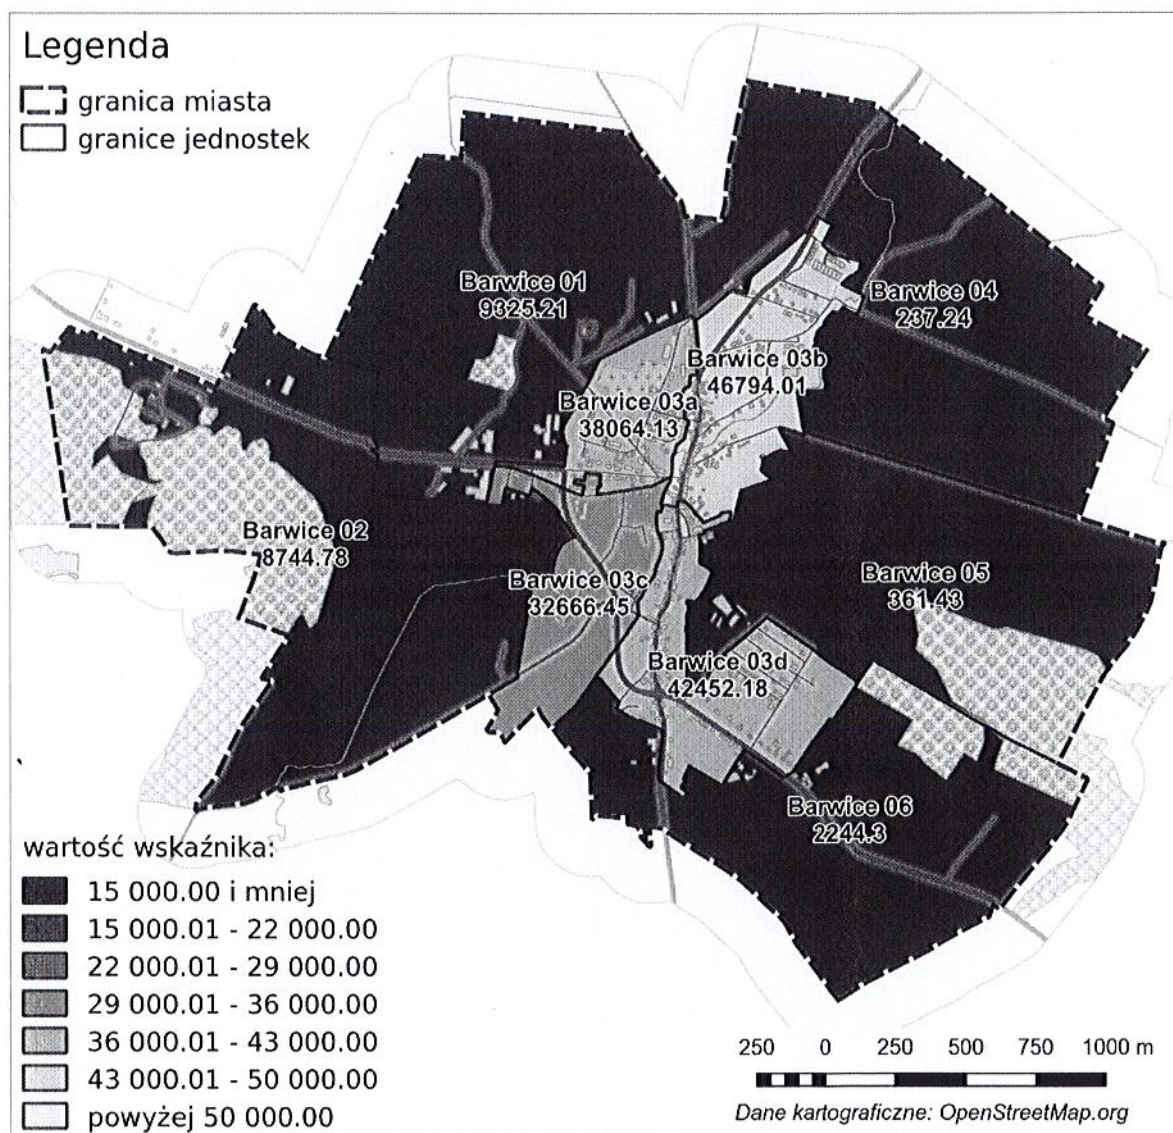 Legenda
granica miasta
granice jednostek
Barwice 01
9325.21
Barwice 04
237.24
Barwice 03b
46794.01
Barwice 03a
38064.13
Barwice 02
8744.78
Barwice 03c
32666.45
Barwice 05
361.43
Barwice 03d
42452.18
Barwice 06
2244.3
wartość wskaźnika:
15 000.00 i mniej
15 000.01 - 22 000.00
22 000.01 - 29 000.00
29 000.01 - 36 000.00
36 000.01 - 43 000.00
43 000.01 - 50 000.00
powyżej 50 000.00
250 0 250 500 750 1000 m
Dane kartograficzne: OpenStreetMap.org